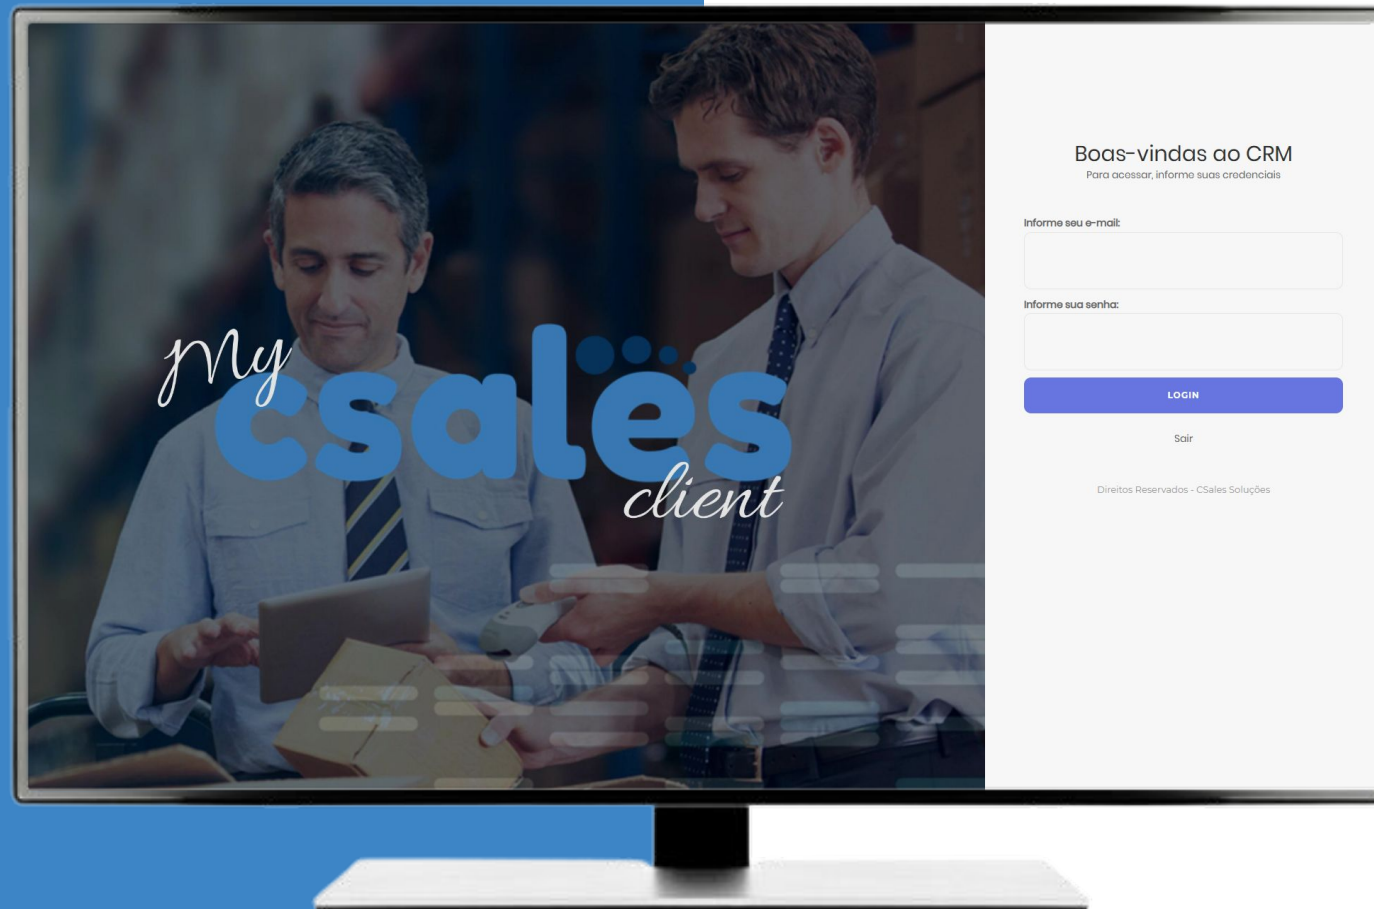 My
csales
client
Boas-vindas ao CRM
Para acessar, informe suas credenciais
Informe seu e-mail:
Informe sua senha:
LOGIN
Sair
Direitos Reservados - CSales Soluções